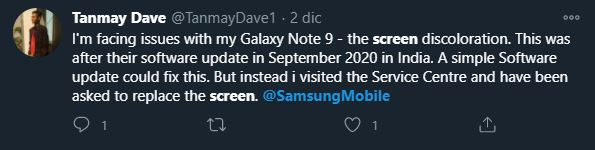 Tanmay Dave @TanmayDave1 · 2 dic
I'm facing issues with my Galaxy Note 9 - the screen discoloration. This was
after their software update in September 2020 in India. A simple Software
update could fix this. But instead i visited the Service Centre and have been
asked to replace the screen. @SamsungMobile
1 1